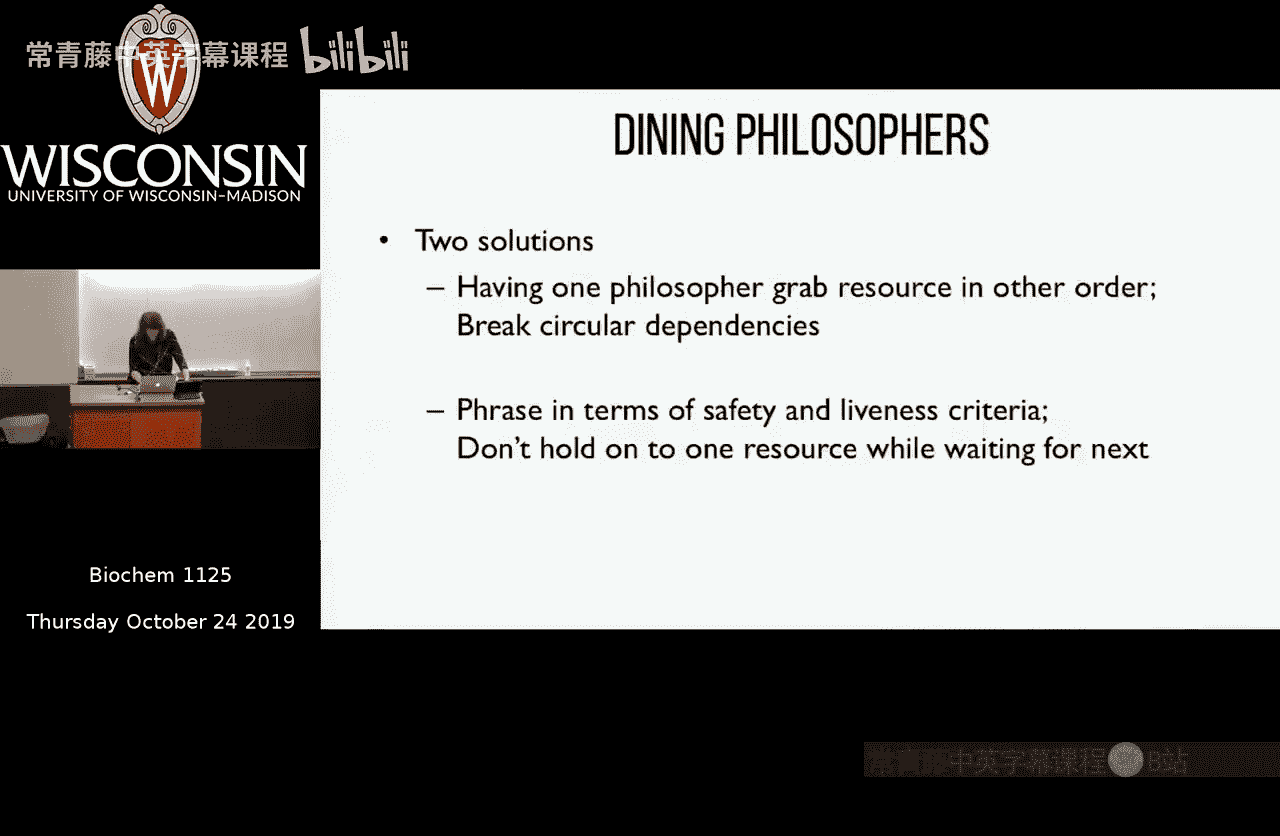 常青藤中英字幕课程 bilibili
W
WISCONSIN
UNIVERSITY OF WISCONSIN–MADISON
DINING PHILOSOPHERS
• Two solutions
– Having one philosopher grab resource in other order;
Break circular dependencies
– Phrase in terms of safety and liveness criteria;
Don’t hold on to one resource while waiting for next
Biochem 1125
Thursday October 24 2019
中英字幕课程 B站